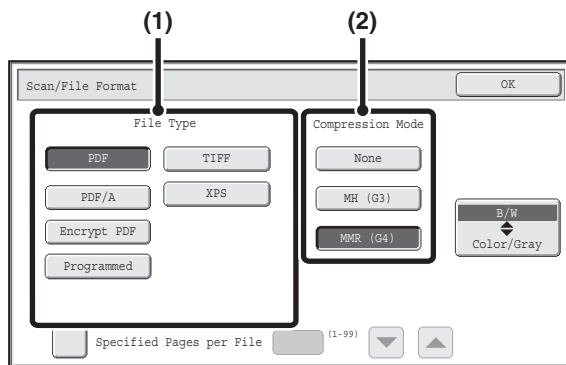 (1) (2)
Scan/File Format OK
File Type Compression Mode
PDF TIFF None
PDF/A XPS MH (G3)
B/W
Encrypt PDF MMR (G4)
Color/Gray
Programmed
Specified Pages per File (1-99)